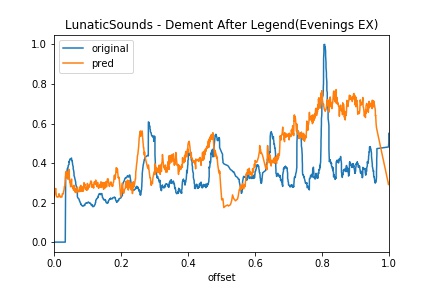 LunaticSounds - Dement After Legend(Evenings EX)
original
pred
1.0
0.8
0.6
0.4
0.2
0.0
0.0 0.2 0.4 0.6 0.8 1.0
offset